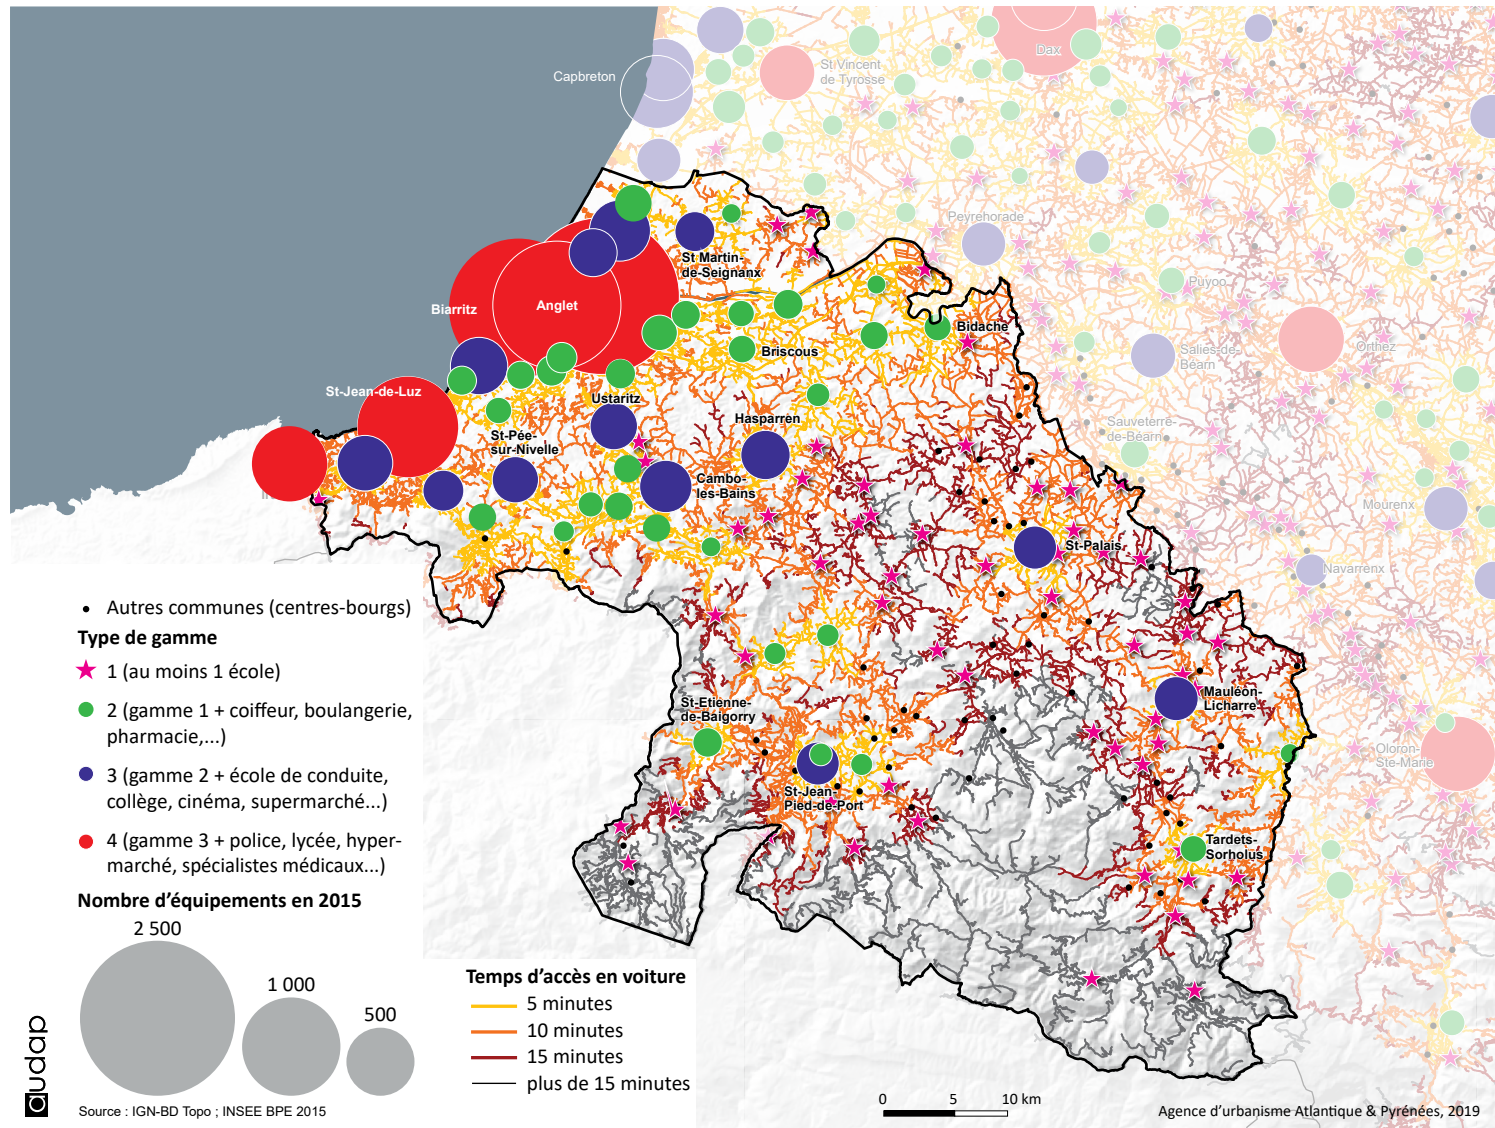 Capbreton
St Vincent
de Tyrosse
Dax
Peyrehorade
Puyoo
Orthez
Salies-de-
Béarn
Sauveterre-
de-Béarn
Mourenx
Navarrenx
Oloron-
Ste-Marie
St Martin-
de-Seignanx
Biarritz
Anglet
Bidache
Briscous
St-Jean-de-Luz
Ustaritz
Hasparren
St-Pée-
sur-Nivelle
Cambo-
les-Bains
St-Palais
Mauléon-
Licharre
St-Etienne-
de-Baigorry
St-Jean-
Pied-de-Port
Tardets-
Sorholus
Autres communes (centres-bourgs)
Type de gamme
1 (au moins 1 école)
2 (gamme 1 + coiffeur, boulangerie,
pharmacie,...)
3 (gamme 2 + école de conduite,
collège, cinéma, supermarché...)
4 (gamme 3 + police, lycée, hyper-
marché, spécialistes médicaux...)
Nombre d'équipements en 2015
2 500
1 000
500
Temps d'accès en voiture
5 minutes
10 minutes
15 minutes
plus de 15 minutes
audap
Source : IGN-BD Topo ; INSEE BPE 2015
0 5 10 km
Agence d'urbanisme Atlantique & Pyrénées, 2019